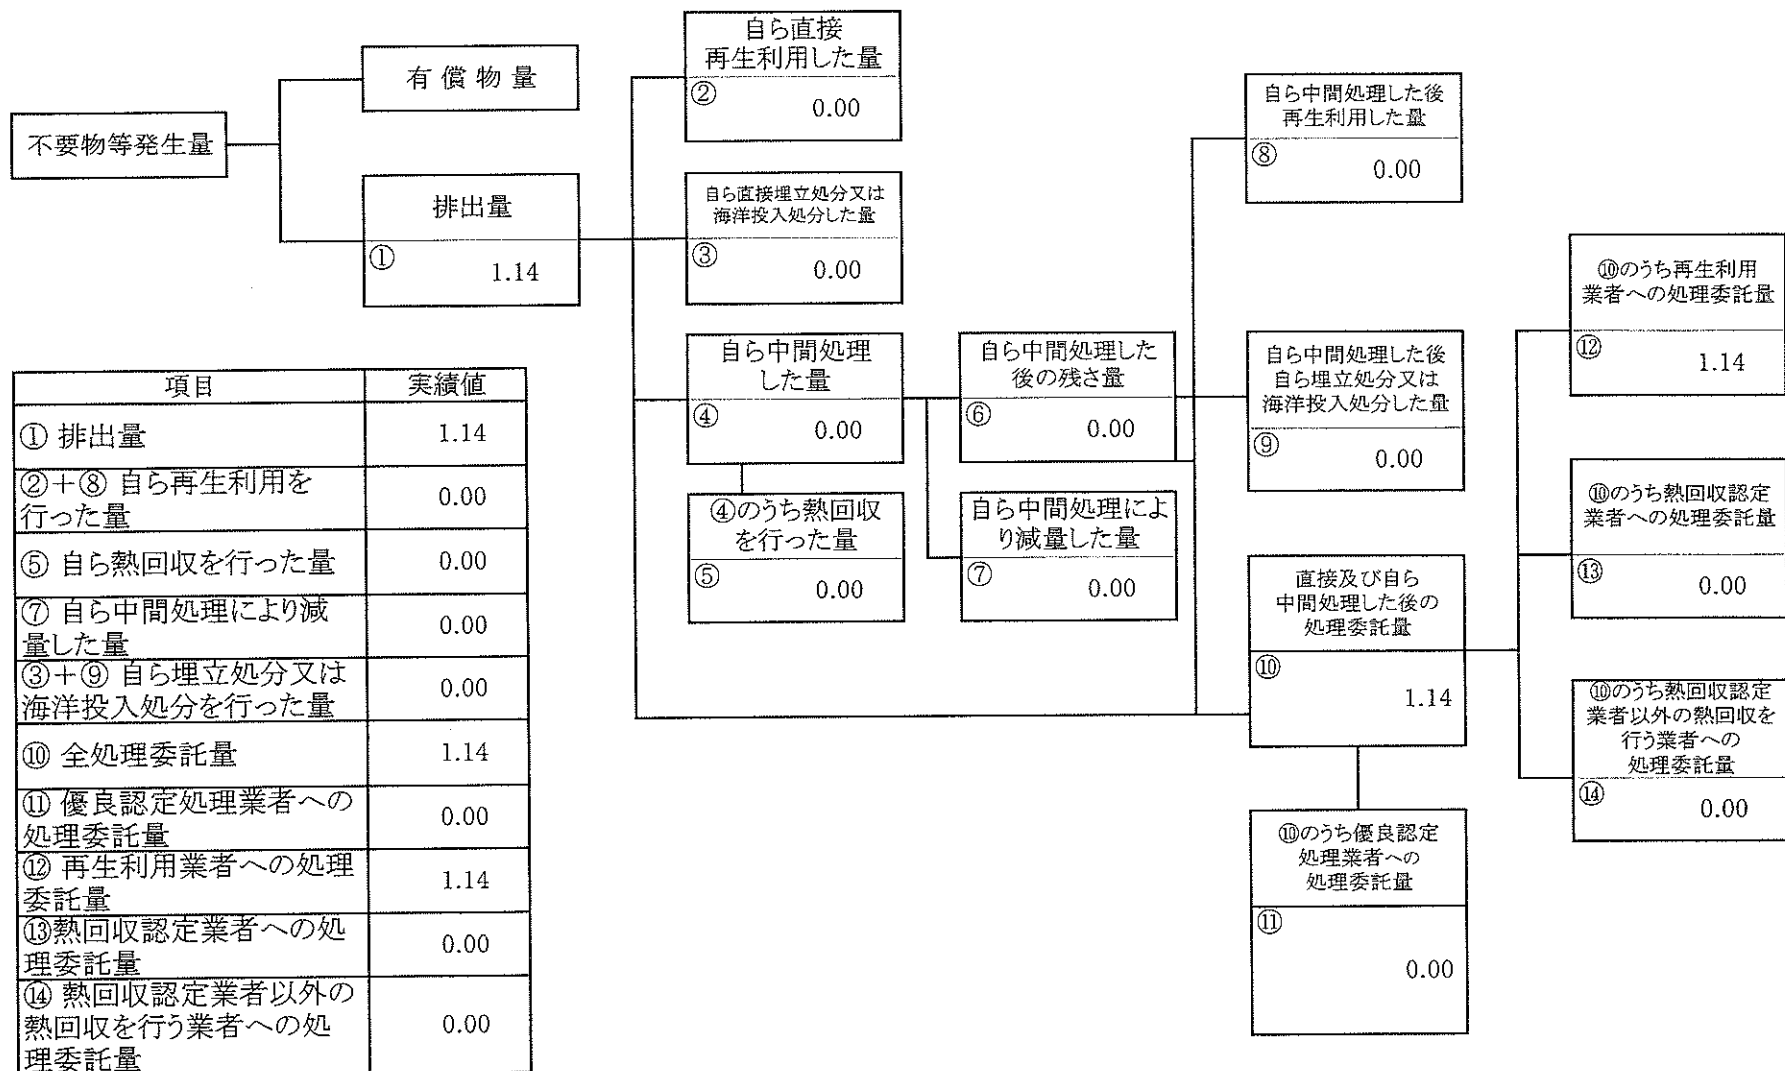 不要物等発生量
有償物量
排出量
①
1.14
自ら直接
再生利用した量
②
0.00
自ら直接埋立処分又は
海洋投入処分した量
③
0.00
自ら中間処理
した量
④
0.00
④のうち熱回収
を行った量
⑤
0.00
自ら中間処理した
後の残さ量
⑥
0.00
自ら中間処理によ
り減量した量
⑦
0.00
自ら中間処理した後
再生利用した量
⑧
0.00
自ら中間処理した後
自ら埋立処分又は
海洋投入処分した量
⑨
0.00
直接及び自ら
中間処理した後の
処理委託量
⑩
1.14
⑩のうち優良認定
処理業者への
処理委託量
⑪
0.00
⑩のうち再生利用
業者への処理委託量
⑫
1.14
⑩のうち熱回収認定
業者への処理委託量
⑬
0.00
⑩のうち熱回収認定
業者以外の熱回収を
行う業者への
処理委託量
⑭
0.00
項目 実績値
① 排出量 1.14
②+⑧ 自ら再生利用を
行った量 0.00
⑤ 自ら熱回収を行った量 0.00
⑦ 自ら中間処理により減
量した量 0.00
③+⑨ 自ら埋立処分又は
海洋投入処分を行った量 0.00
⑩ 全処理委託量 1.14
⑪ 優良認定処理業者への
処理委託量 0.00
⑫ 再生利用業者への処理
委託量 1.14
⑬熱回収認定業者への処
理委託量 0.00
⑭ 熱回収認定業者以外の
熱回収を行う業者への処
理委託量 0.00